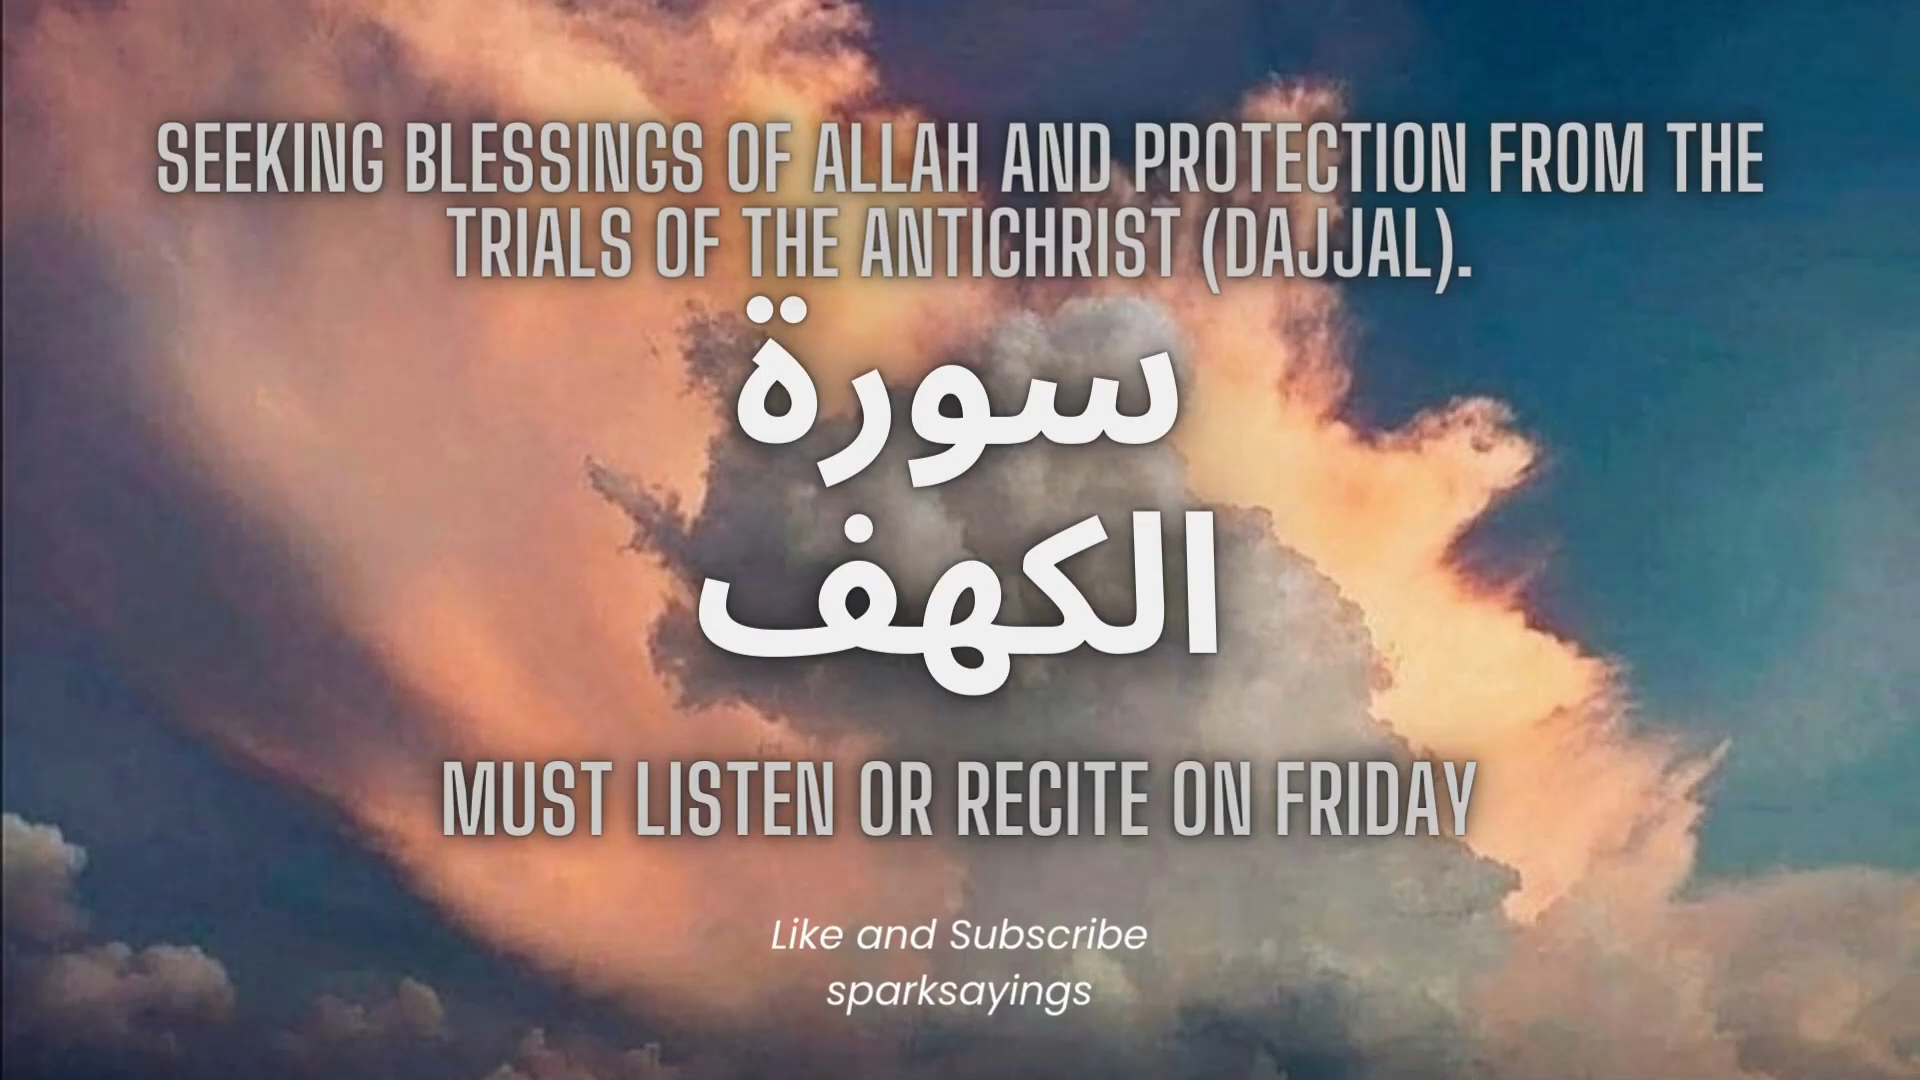 SEEKING BLESSINGS OF ALLAH AND PROTECTION FROM THE
TRIALS OF THE ANTICHRIST (DAJJAL).
سورة
الكهف
MUST LISTEN OR RECITE ON FRIDAY
Like and Subscribe
sparksayings